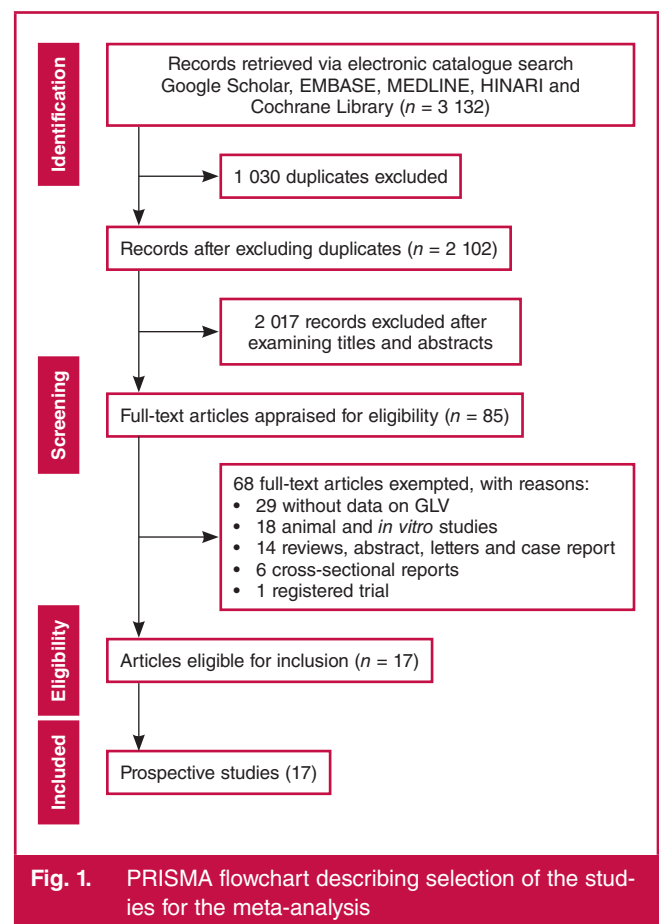 Identification
Records retrieved via electronic catalogue search
Google Scholar, EMBASE, MEDLINE, HINARI and
Cochrane Library (n = 3 132)
1 030 duplicates excluded
Records after excluding duplicates (n = 2 102)
2 017 records excluded after
examining titles and abstracts
Screening
Full-text articles appraised for eligibility (n = 85)
68 full-text articles exempted, with reasons:
• 29 without data on GLV
• 18 animal and in vitro studies
• 14 reviews, abstract, letters and case report
• 6 cross-sectional reports
• 1 registered trial
Eligibility
Articles eligible for inclusion (n = 17)
Included
Prospective studies (17)
Fig. 1. PRISMA flowchart describing selection of the stud-
ies for the meta-analysis